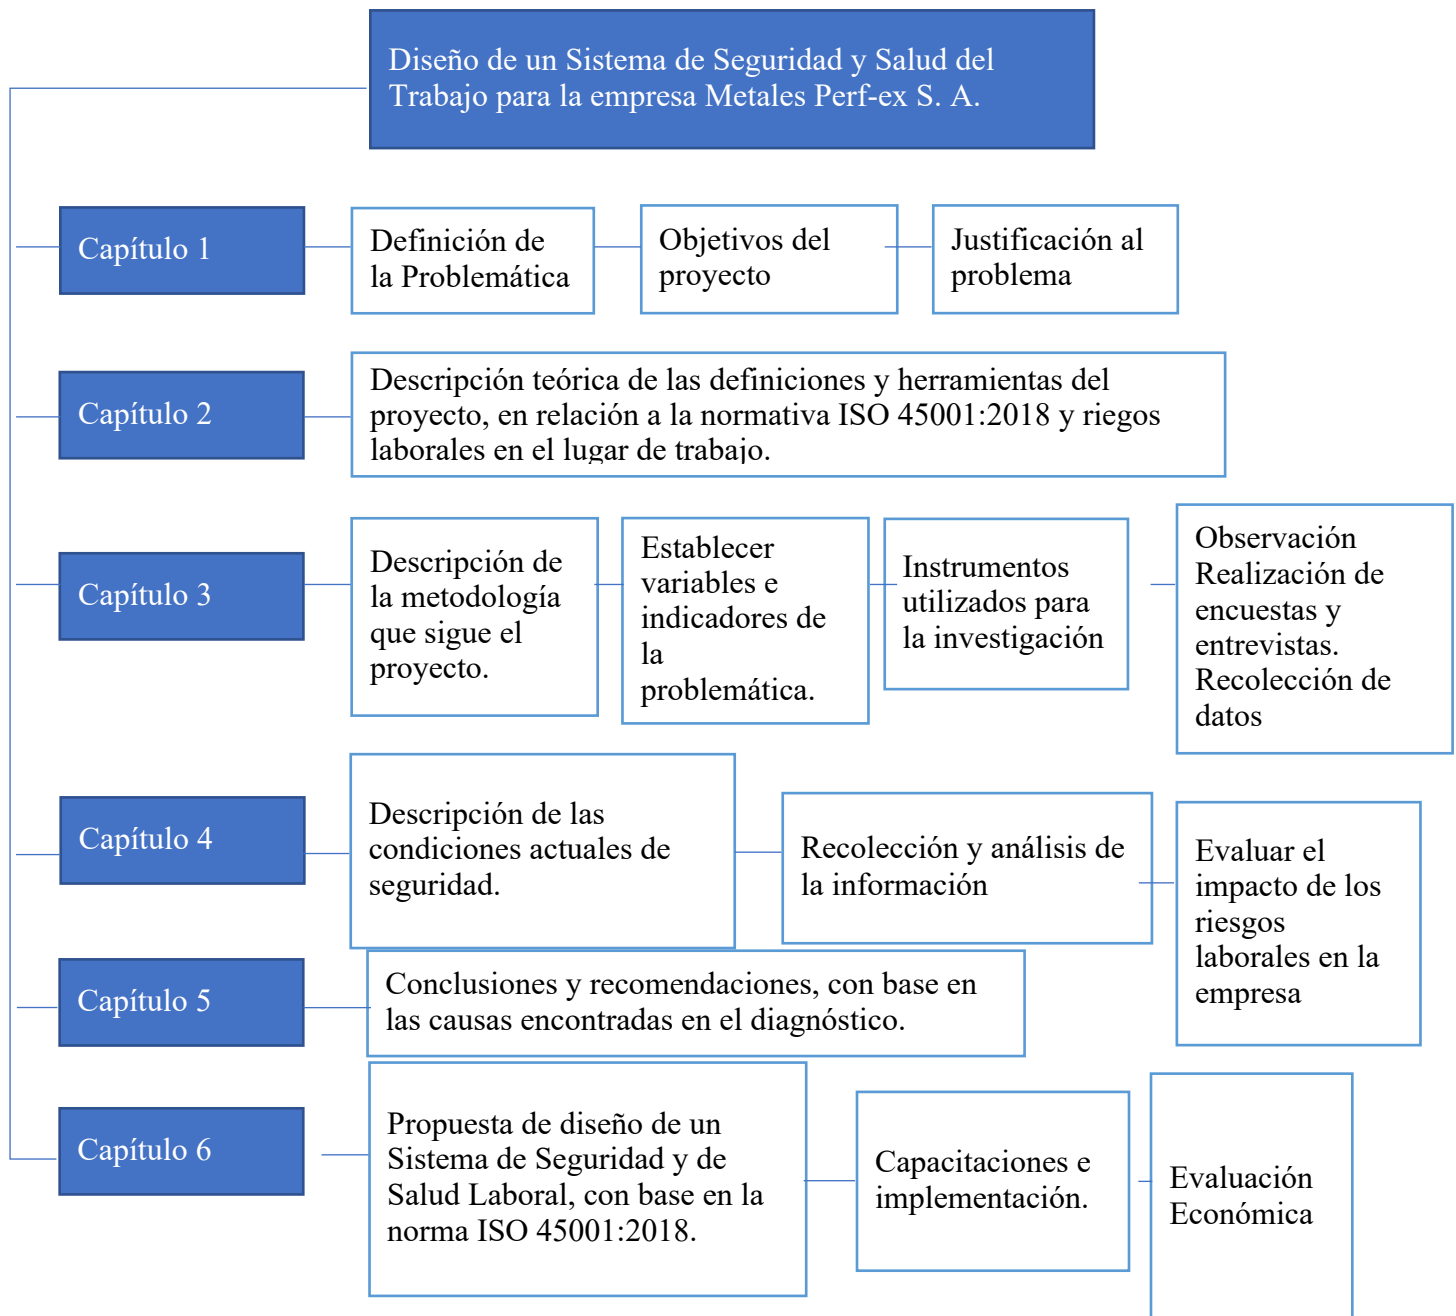 Diseño de un Sistema de Seguridad y Salud del
Trabajo para la empresa Metales Perf-ex S. A.
Capítulo 1
Definición de
la Problemática
Objetivos del
proyecto
Justificación al
problema
Capítulo 2
Descripción teórica de las definiciones y herramientas del
proyecto, en relación a la normativa ISO 45001:2018 y riegos
laborales en el lugar de trabajo.
Capítulo 3
Descripción de
la metodología
que sigue el
proyecto.
Establecer
variables e
indicadores de
la
problemática.
Instrumentos
utilizados para
la investigación
Observación
Realización de
encuestas y
entrevistas.
Recolección de
datos
Capítulo 4
Descripción de las
condiciones actuales de
seguridad.
Recolección y análisis de
la información
Evaluar el
impacto de los
riesgos
laborales en la
empresa
Capítulo 5
Conclusiones y recomendaciones, con base en
las causas encontradas en el diagnóstico.
Capítulo 6
Propuesta de diseño de un
Sistema de Seguridad y de
Salud Laboral, con base en la
norma ISO 45001:2018.
Capacitaciones e
implementación.
Evaluación
Económica